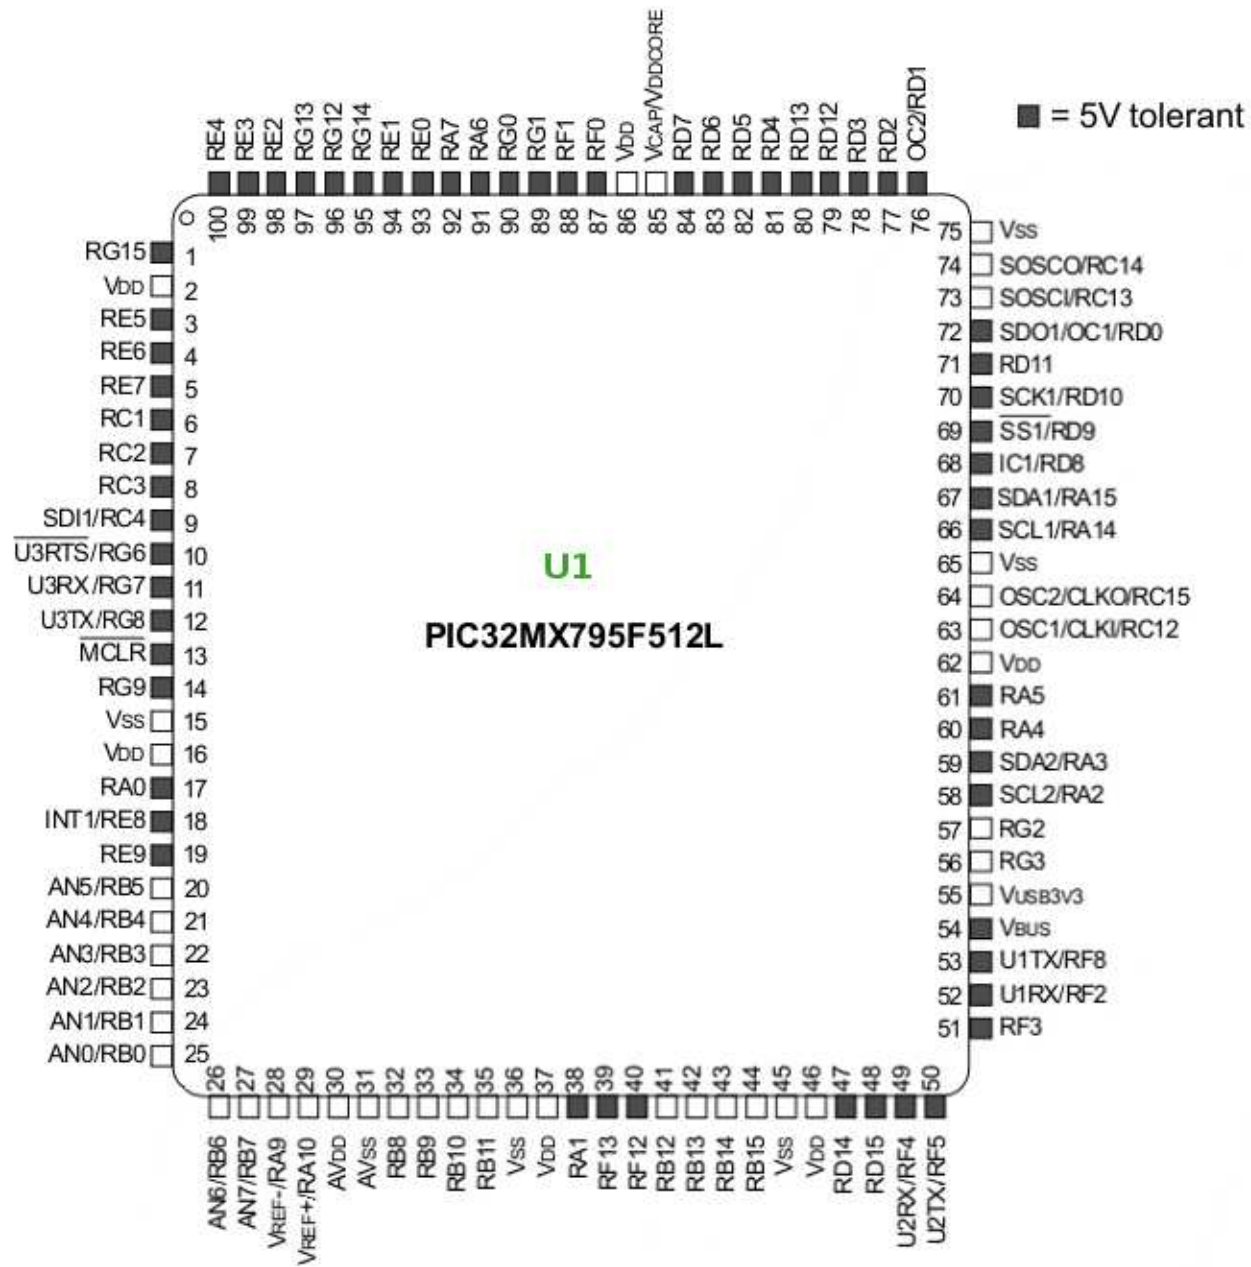 VCAP/VDDCORE
RE4 RE3 RE2 RG13 RG12 RG14 RE1 RE0 RA7 RA6 RG0 RG1 RF1 RF0 VDD RD7 RD6 RD5 RD4 RD13 RD12 RD3 RD2 OC2/RD1
= 5V tolerant
100 99 98 97 96 95 94 93 92 91 90 89 88 87 86 85 84 83 82 81 80 79 78 77 76
RG15 1
VDD 2
RE5 3
RE6 4
RE7 5
RC1 6
RC2 7
RC3 8
SDI1/RC4 9
U3RTS/RG6 10
U3RX/RG7 11
U3TX/RG8 12
MCLR 13
RG9 14
VSS 15
VDD 16
RA0 17
INT1/RE8 18
RE9 19
AN5/RB5 20
AN4/RB4 21
AN3/RB3 22
AN2/RB2 23
AN1/RB1 24
AN0/RB0 25
U1
PIC32MX795F512L
75 VSS
74 SOSCO/RC14
73 SOSCI/RC13
72 SDO1/OC1/RD0
71 RD11
70 SCK1/RD10
69 SS1/RD9
68 IC1/RD8
67 SDA1/RA15
66 SCL1/RA14
65 VSS
64 OSC2/CLKO/RC15
63 OSC1/CLKI/RC12
62 VDD
61 RA5
60 RA4
59 SDA2/RA3
58 SCL2/RA2
57 RG2
56 RG3
55 VUSB3V3
54 VBUS
53 U1TX/RF8
52 U1RX/RF2
51 RF3
26 27 28 29 30 31 32 33 34 35 36 37 38 39 40 41 42 43 44 45 46 47 48 49 50
AN6/RB6 AN7/RB7 VREF-/RA9 VREF+/RA10 AVDD AVSS RB8 RB9 RB10 RB11 VSS VDD RA1 RF13 RF12 RB12 RB13 RB14 RB15 VSS VDD RD14 RD15 U2RX/RF4 U2TX/RF5